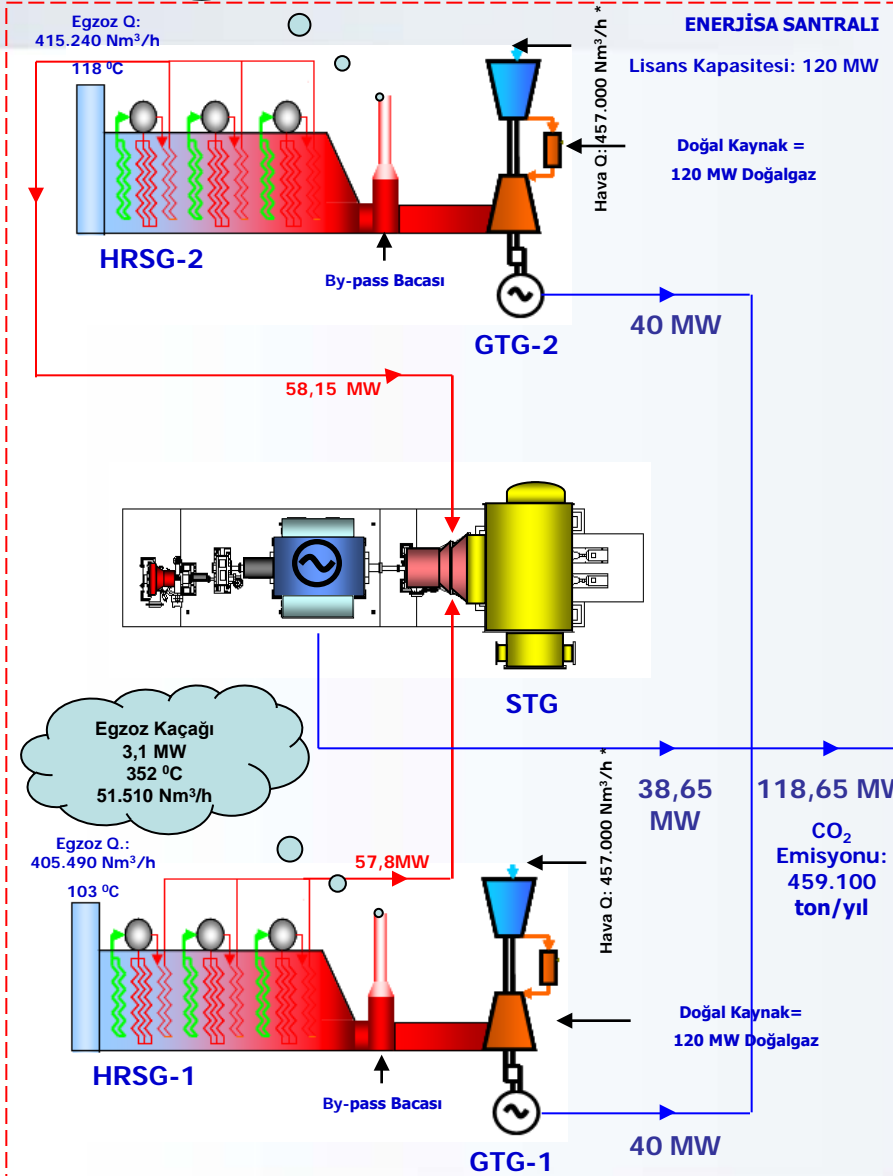 Egzoz Q:
415.240 Nm³/h
118 ⁰C
ENERJİSA SANTRALI
Lisans Kapasitesi: 120 MW
Hava Q: 457.000 Nm³/h *
Doğal Kaynak =
120 MW Doğalgaz
HRSG-2
By-pass Bacası
GTG-2
40 MW
58,15 MW
STG
Egzoz Kaçağı
3,1 MW
352 ⁰C
51.510 Nm³/h
38,65
MW
118,65 MW
CO₂
Emisyonu:
459.100
ton/yıl
Egzoz Q.:
405.490 Nm³/h
103 ⁰C
57,8MW
Hava Q: 457.000 Nm³/h *
Doğal Kaynak=
120 MW Doğalgaz
HRSG-1
By-pass Bacası
GTG-1
40 MW